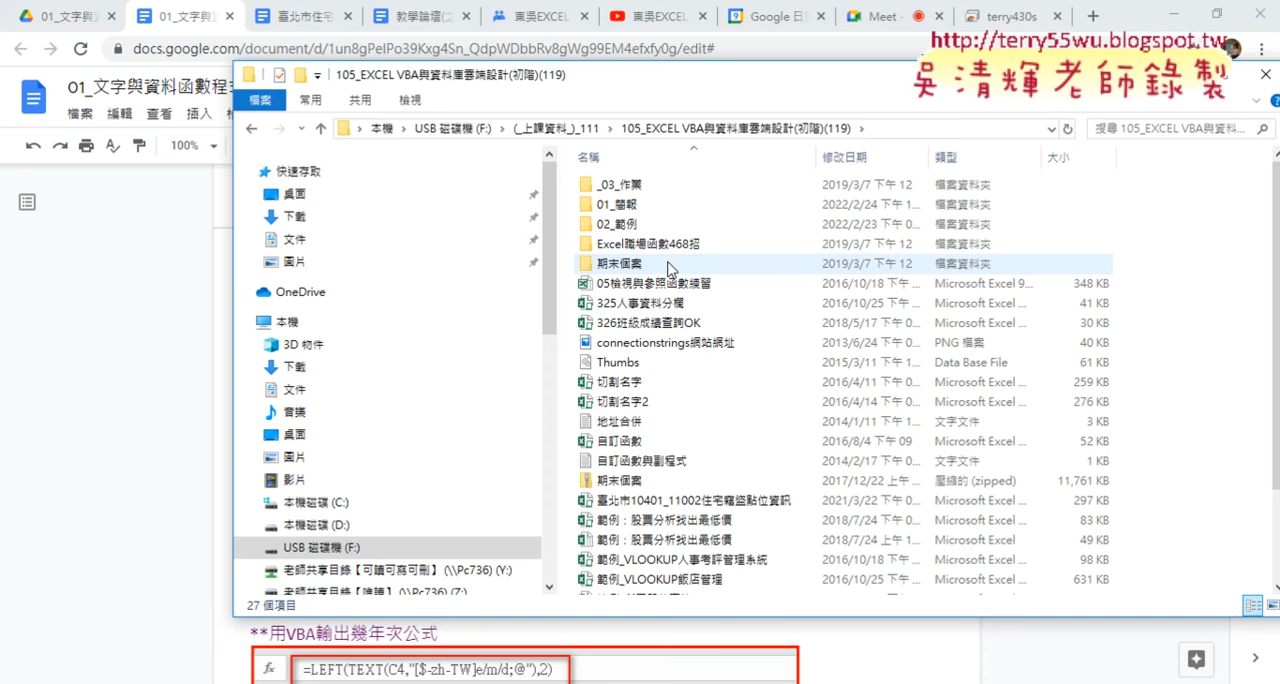 01_文字與
01_文字與
臺北市住宅
教學論壇(之
東吳EXCEL
東吳EXCEL
Google 日
Meet -
terry430s
docs.google.com/document/d/1un8gPelPo39Kxg4Sn_QdpWDbbRv8gWg99EM4efxfy0g/edit#
http://terry55wu.blogspot.tw
吳清輝老師錄製
01_文字與資料函數程式
檔案 編輯 查看 插入
100%
105_EXCEL VBA與資料庫雲端設計(初階)(119)
檔案 常用 共用 檢視
本機 > USB 磁碟機 (F:) > (_上課資料_)_111 > 105_EXCEL VBA與資料庫雲端設計(初階)(119) >
搜尋 105_EXCEL VBA與資料...
名稱 修改日期 類型 大小
快速存取
桌面
下載
文件
圖片
OneDrive
本機
3D 物件
下載
文件
音樂
桌面
圖片
影片
本機磁碟 (C:)
本機磁碟 (D:)
USB 磁碟機 (F:)
老師共享目錄【可讀可寫可刪】(\\Pc736) (Y:)
老師共享目錄【唯讀】(\\Pc736) (Z:)
_03_作業 2019/3/7 下午 12 檔案資料夾
01_簡報 2022/2/24 下午 1... 檔案資料夾
02_範例 2022/2/23 下午 0... 檔案資料夾
Excel職場函數468招 2019/3/7 下午 12 檔案資料夾
期末個案 2019/3/7 下午 12 檔案資料夾
05檢視與參照函數練習 2016/10/18 下午 ... Microsoft Excel 9... 348 KB
325人事資料分欄 2016/10/25 下午 ... Microsoft Excel ... 41 KB
326班級成績查詢OK 2018/5/17 下午 0... Microsoft Excel ... 30 KB
connectionstrings網站網址 2013/6/24 下午 0... PNG 檔案 40 KB
Thumbs 2015/3/11 下午 1... Data Base File 61 KB
切割名字 2016/4/11 下午 0... Microsoft Excel ... 259 KB
切割名字2 2016/4/14 下午 0... Microsoft Excel ... 276 KB
地址合併 2014/1/11 下午 1... 文字文件 3 KB
自訂函數 2016/8/4 下午 09 Microsoft Excel ... 52 KB
自訂函數與副程式 2014/2/17 下午 0... 文字文件 1 KB
期末個案 2017/12/22 上午 ... 壓縮的 (zipped) 11,761 KB
臺北市10401_11002住宅竊盜點位資訊 2021/3/22 下午 0... Microsoft Excel ... 297 KB
範例：股票分析找出最低價 2018/7/24 下午 0... Microsoft Excel ... 83 KB
範例：股票分析找出最低價 2018/7/24 上午 1... Microsoft Excel ... 49 KB
範例_VLOOKUP人事考評管理系統 2016/10/18 下午 ... Microsoft Excel ... 98 KB
範例_VLOOKUP飯店管理 2016/10/25 下午 ... Microsoft Excel ... 631 KB
27 個項目
**用VBA輸出幾年次公式
fx =LEFT(TEXT(C4,"[$-zh-TW]e/m/d;@"),2)